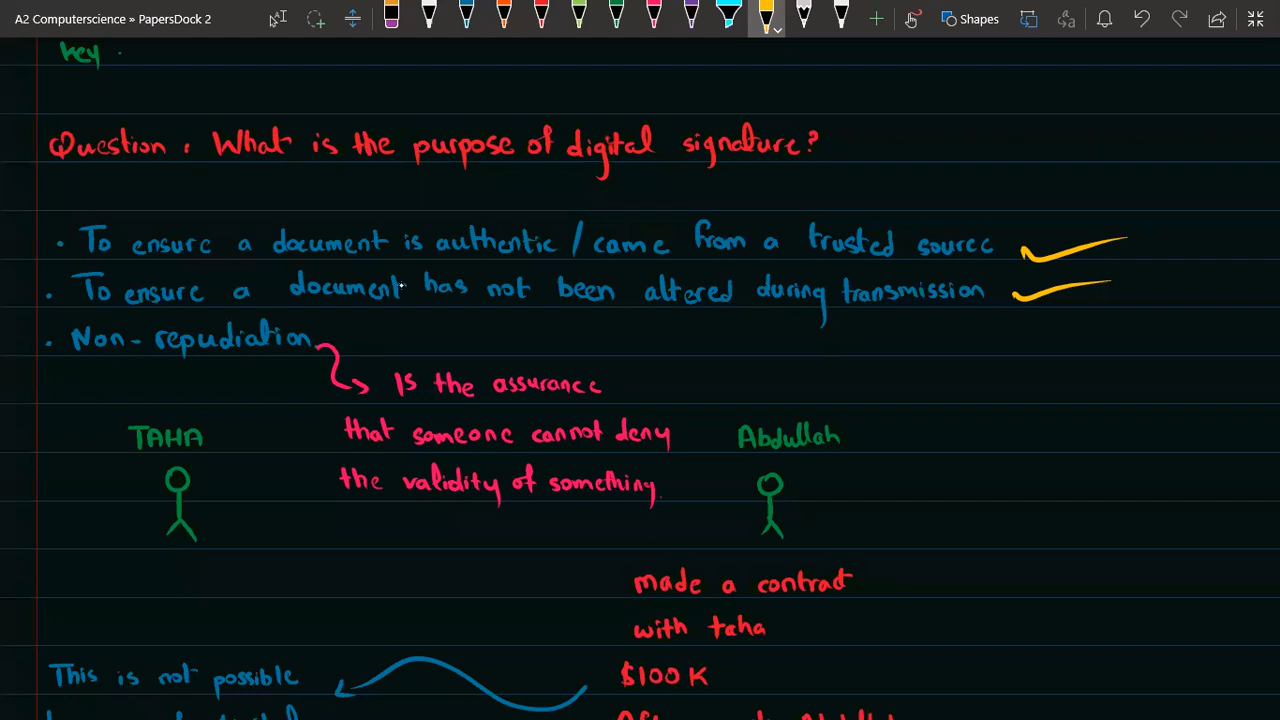 A2 Computerscience » PapersDock 2
Shapes
key .
Question : What is the purpose of digital signature?
. To ensure a document is authentic / came from a trusted source
. To ensure a document has not been altered during transmission
. Non-repudiation
Is the assurance
that someone cannot deny
the validity of something.
TAHA
Abdullah
made a contract
with taha
This is not possible
$100K